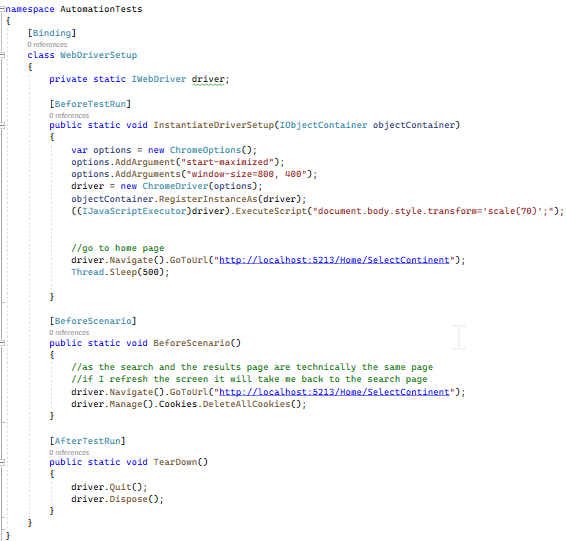 namespace AutomationTests
{
[Binding]
0 references
class WebDriverSetup
{
private static IWebDriver driver;
[BeforeTestRun]
0 references
public static void InstantiateDriverSetup(IObjectContainer objectContainer)
{
var options = new ChromeOptions();
options.AddArgument("start-maximized");
options.AddArguments("window-size=800, 400");
driver = new ChromeDriver(options);
objectContainer.RegisterInstanceAs(driver);
((IJavaScriptExecutor)driver).ExecuteScript("document.body.style.transform='scale(70)';");
//go to home page
driver.Navigate().GoToUrl("http://localhost:5213/Home/SelectContinent");
Thread.Sleep(500);
}
[BeforeScenario]
0 references
public static void BeforeScenario()
{
//as the search and the results page are technically the same page
//if I refresh the screen it will take me back to the search page
driver.Navigate().GoToUrl("http://localhost:5213/Home/SelectContinent");
driver.Manage().Cookies.DeleteAllCookies();
}
[AfterTestRun]
0 references
public static void TearDown()
{
driver.Quit();
driver.Dispose();
}
}
}